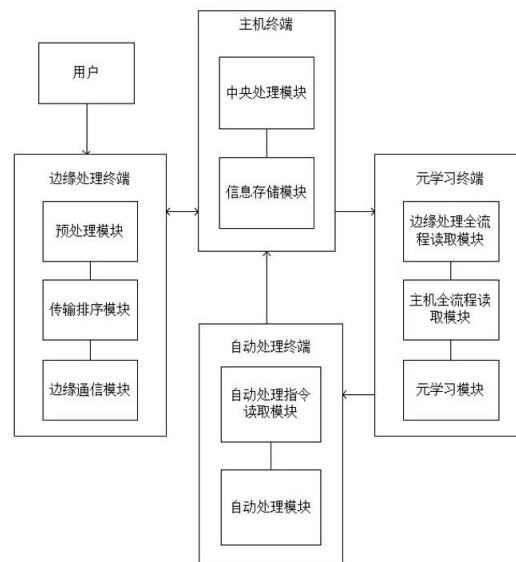 用户
主机终端
中央处理模块
信息存储模块
边缘处理终端
预处理模块
传输排序模块
边缘通信模块
元学习终端
边缘处理全流
程读取模块
主机全流程读
取模块
元学习模块
自动处理终端
自动处理指令
读取模块
自动处理模块